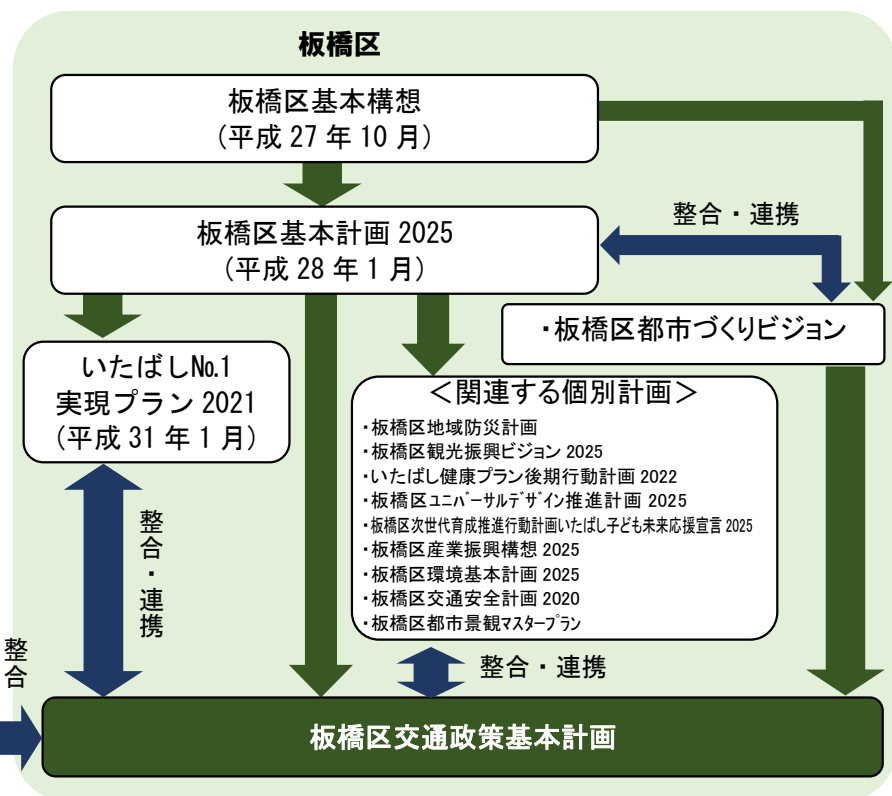 板橋区
板橋区基本構想
（平成 27 年 10 月）
板橋区基本計画 2025
（平成 28 年 1 月）
整合・連携
・板橋区都市づくりビジョン
いたばし№1
実現プラン 2021
（平成 31 年 1 月）
＜関連する個別計画＞
・板橋区地域防災計画
・板橋区観光振興ビジョン 2025
・いたばし健康プラン後期行動計画 2022
・板橋区ユニバーサルデザイン推進計画 2025
・板橋区次世代育成推進行動計画いたばし子ども未来応援宣言 2025
・板橋区産業振興構想 2025
・板橋区環境基本計画 2025
・板橋区交通安全計画 2020
・板橋区都市景観マスタープラン
整合・連携
整合・連携
整合
板橋区交通政策基本計画